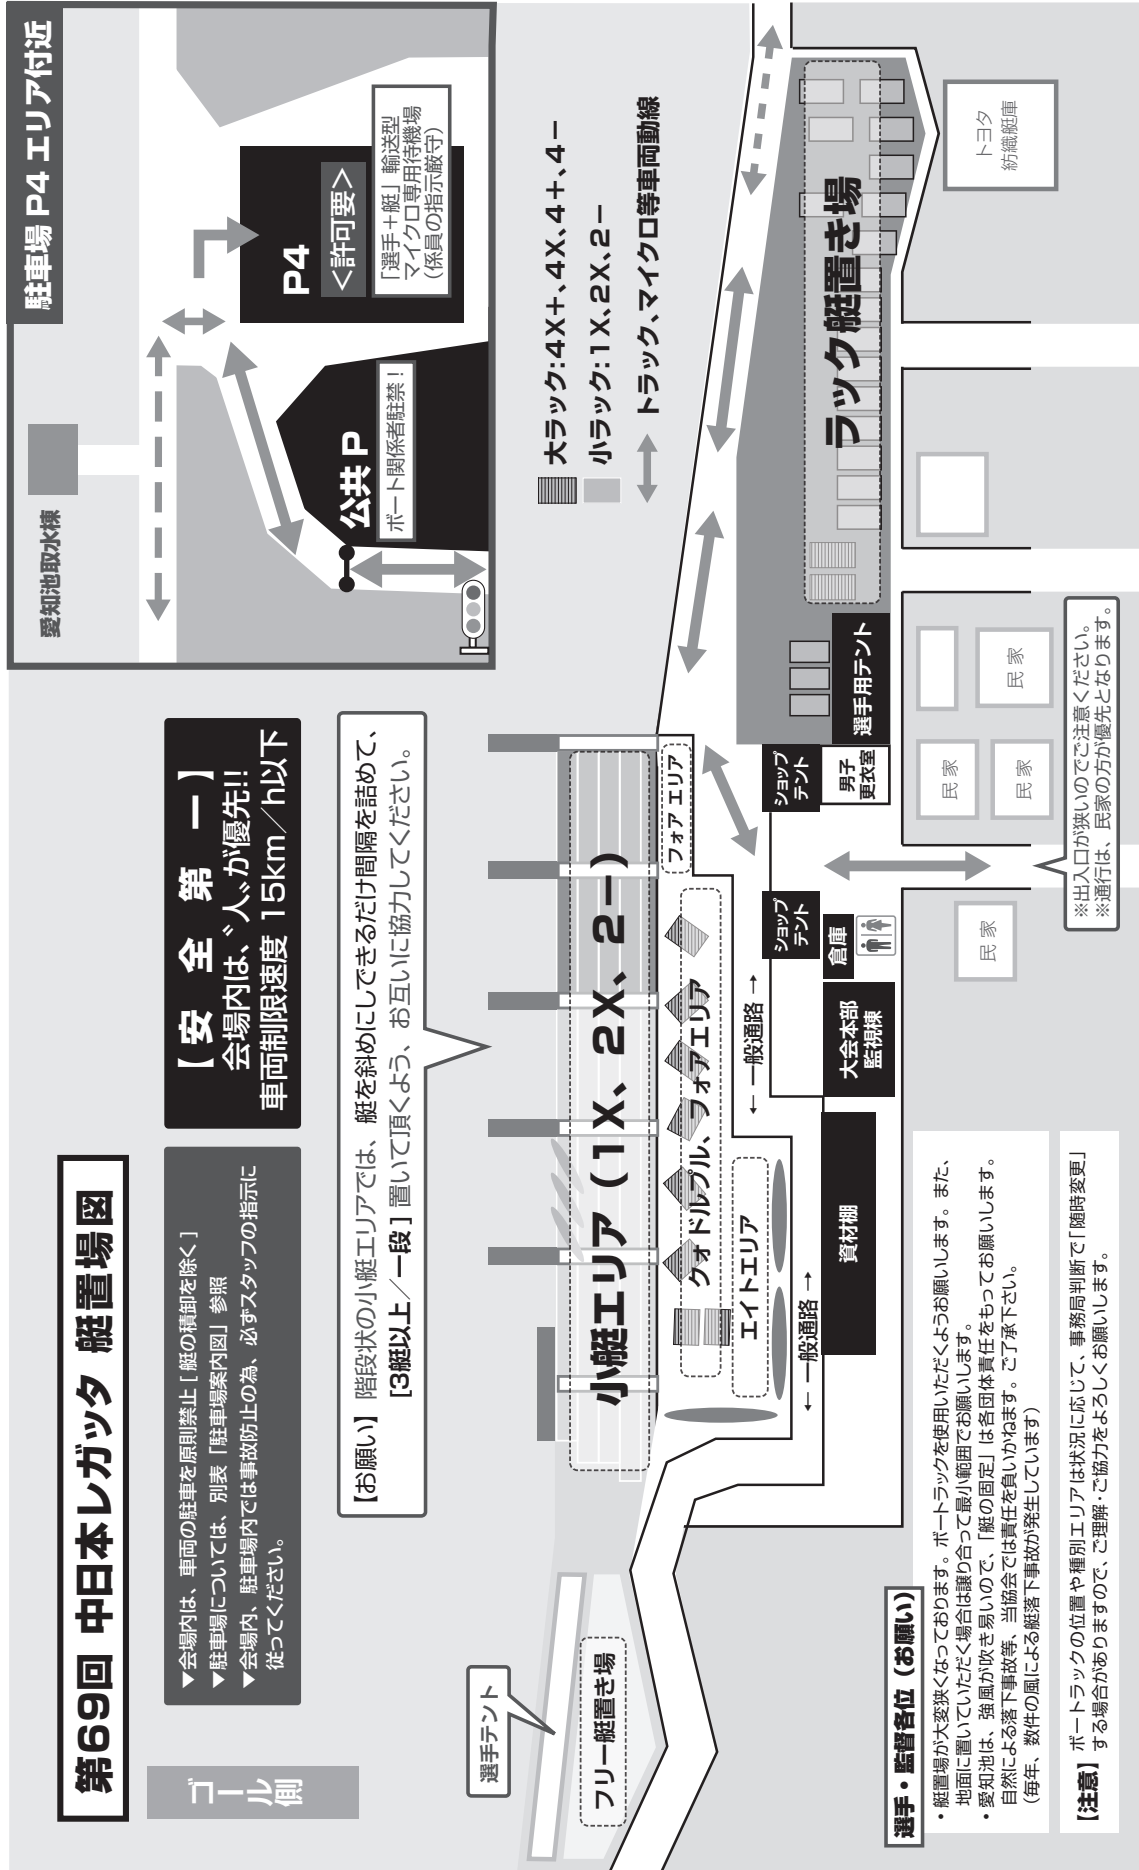 第69回 中日本レガッタ 艇置場図
ゴール側
▼会場内は、車両の駐車を原則禁止[艇の積卸を除く]
▼駐車場については、別表「駐車場案内図」参照
▼会場内、駐車場内では事故防止の為、必ずスタッフの指示に
従ってください。
【安 全 第 一】
会場内は、〝人〟が優先!!
車両制限速度 15km/h以下
【お願い】階段状の小艇エリアでは、艇を斜めにしできるだけ間隔を詰めて、
[3艇以上/一段]置いて頂くよう、お互いに協力してください。
駐車場 P4 エリア付近
愛知池取水棟
P4
<許可要>
「選手+艇」輸送型
マイクロ専用待機場
(係員の指示厳守)
公共 P
ボート関係者駐禁!
大ラック:4X+、4X、4+、4−
小ラック:1X、2X、2−
トラック、マイクロ等車両動線
選手テント
フリー艇置き場
小艇エリア(1X、2X、2−)
フォア エリア
クォドルプル、フォアエリア
エイトエリア
← 一般通路 →
← 一般通路 →
資材棚
大会本部
監視棟
倉庫
ショップ
テント
ショップ
テント
男子
更衣室
選手用テント
ラック艇置き場
トヨタ
紡織艇庫
民家
民家
民家
民家
※出入口が狭いのでご注意ください。
※通行は、民家の方が優先となります。
選手・監督各位(お願い)
・艇置場が大変狭くなっております。ボートラックを使用いただくようお願いします。また、
地面に置いていただく場合は譲り合って最小範囲でお願いします。
・愛知池は、強風が吹き易いので、「艇の固定」は各団体責任をもってお願いします。
自然による落下事故等、当協会では責任を負いかねます。ご了承下さい。
(毎年、数件の風による艇落下事故が発生しています)
【注意】ボートラックの位置や種別エリアは状況に応じて、事務局判断で「随時変更」
する場合がありますので、ご理解・ご協力をよろしくお願いします。